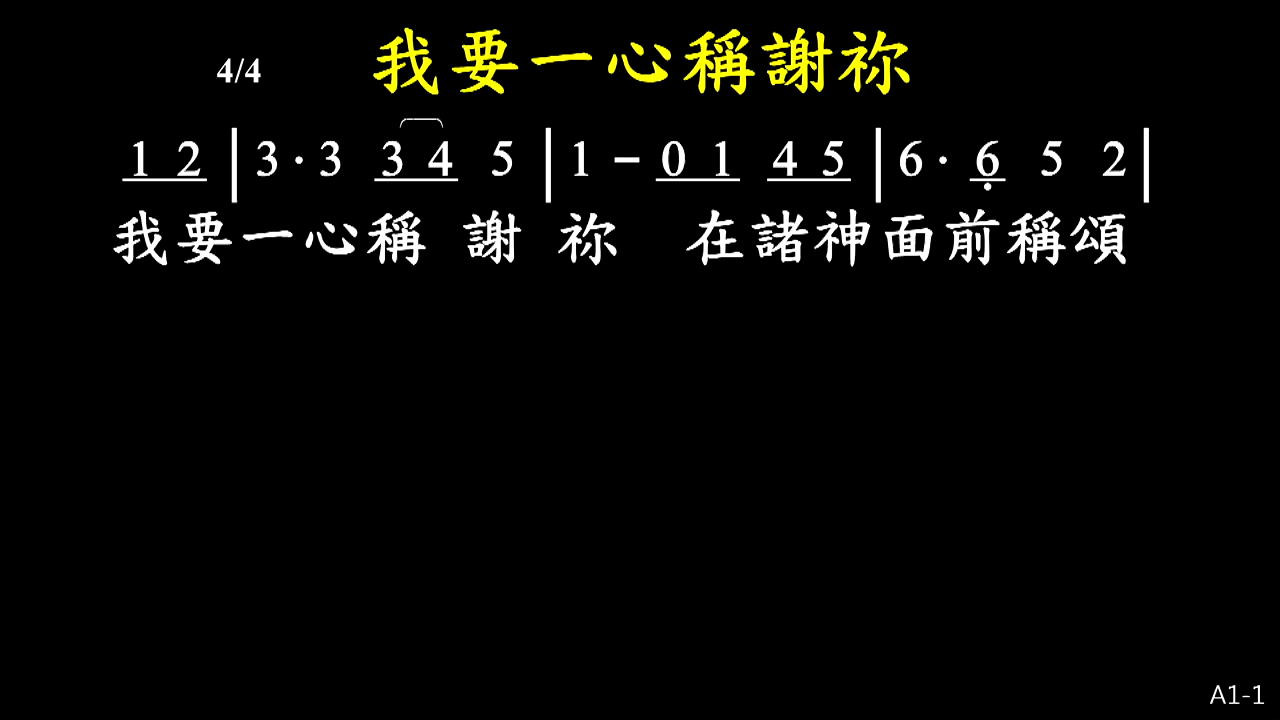 4/4 我要一心稱謝祢
1 2 | 3 · 3 3 4 5 | 1 - 0 1 4 5 | 6 · 6 5 2 |
我要一心稱 謝 祢 在諸神面前稱頌
A1-1